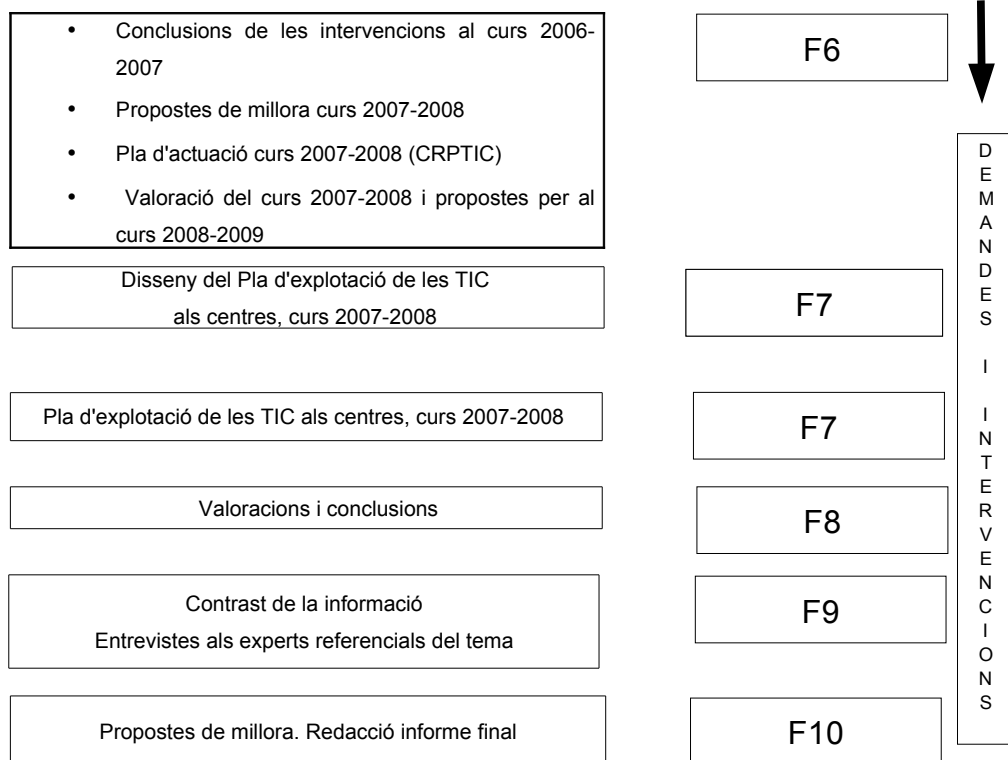 • Conclusions de les intervencions al curs 2006-
2007
• Propostes de millora curs 2007-2008
• Pla d'actuació curs 2007-2008 (CRPTIC)
• Valoració del curs 2007-2008 i propostes per al
curs 2008-2009
F6
Disseny del Pla d'explotació de les TIC
als centres, curs 2007-2008
F7
Pla d'explotació de les TIC als centres, curs 2007-2008
F7
Valoracions i conclusions
F8
Contrast de la informació
Entrevistes als experts referencials del tema
F9
Propostes de millora. Redacció informe final
F10
DEMANDES I INTERVENCIONS